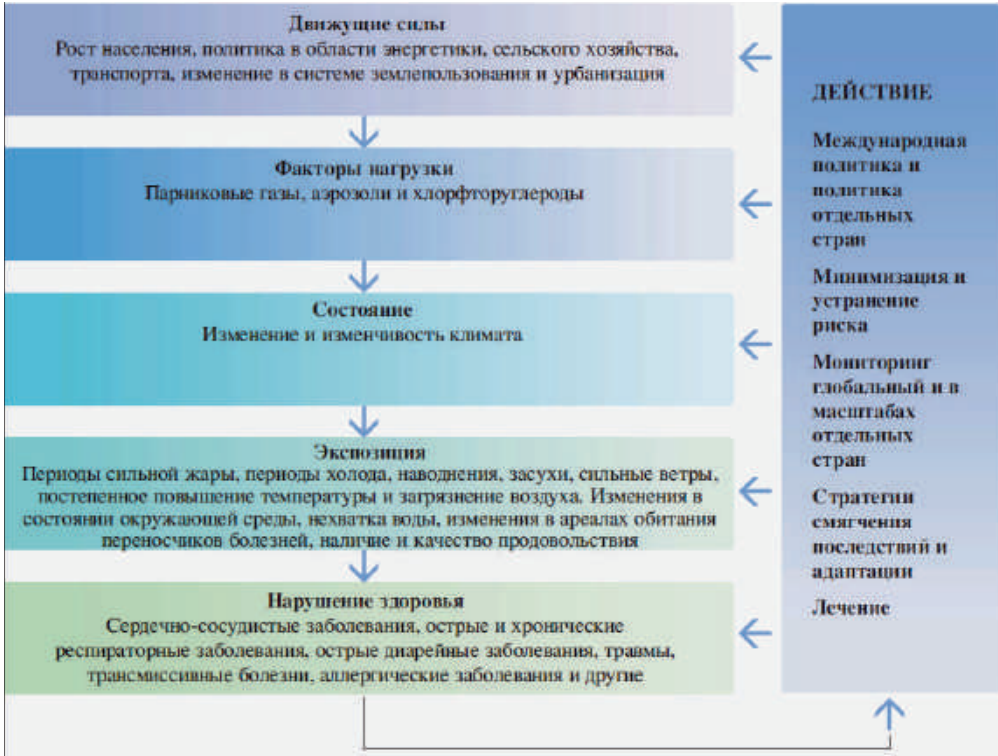 Движущие силы
Рост населения, политика в области энергетики, сельского хозяйства,
транспорта, изменение в системе землепользования и урбанизация
Факторы нагрузки
Парниковые газы, аэрозоли и хлорфторуглероды
Состояние
Изменение и изменчивость климата
Экспозиция
Периоды сильной жары, периоды холода, наводнения, засухи, сильные ветры,
постепенное повышение температуры и загрязнение воздуха. Изменения в
состоянии окружающей среды, нехватка воды, изменения в ареалах обитания
переносчиков болезней, наличие и качество продовольствия
Нарушение здоровья
Сердечно-сосудистые заболевания, острые и хронические
респираторные заболевания, острые диарейные заболевания, травмы,
трансмиссивные болезни, аллергические заболевания и другие
ДЕЙСТВИЕ
Международная
политика и
политика
отдельных
стран
Минимизация и
устранение
риска
Мониторинг
глобальный и в
масштабах
отдельных
стран
Стратегии
смягчения
последствий и
адаптации
Лечение